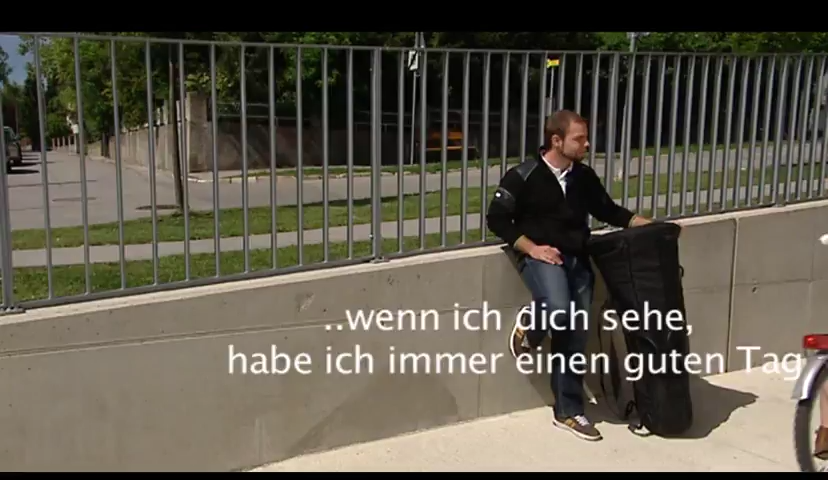 ..wenn ich dich sehe,
habe ich immer einen guten Tag